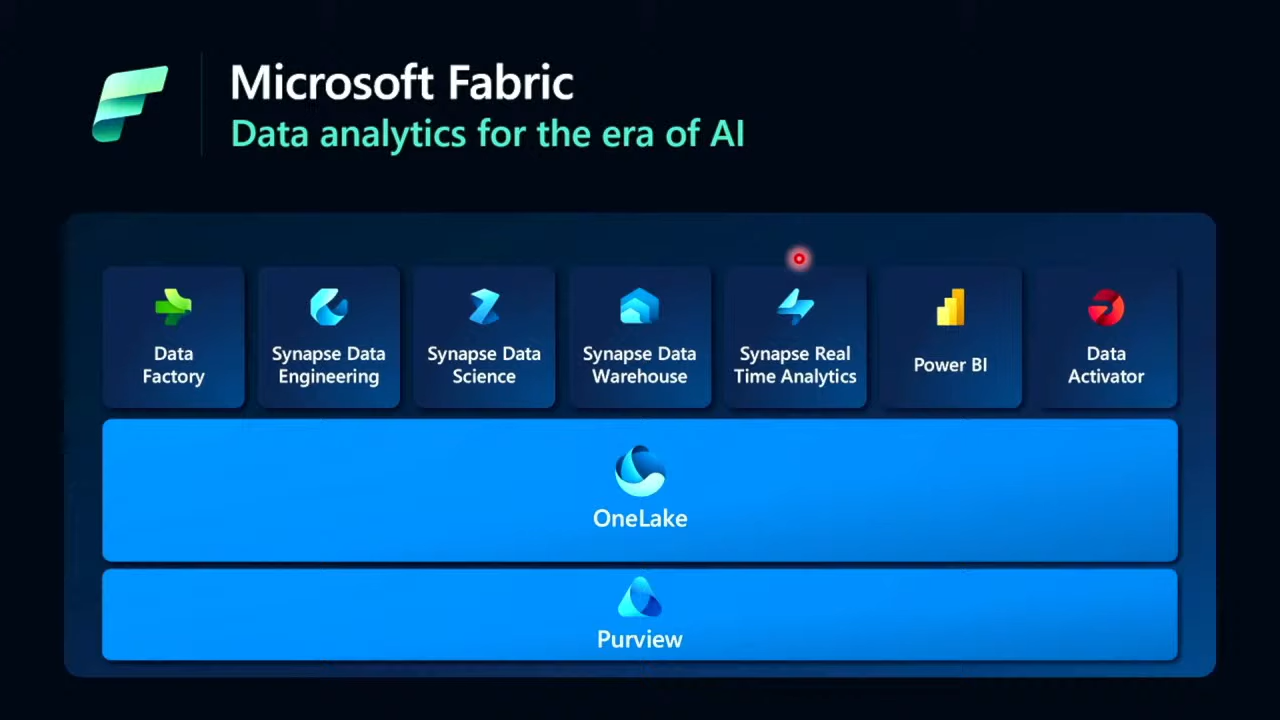 Microsoft Fabric
Data analytics for the era of AI
Data
Factory
Synapse Data
Engineering
Synapse Data
Science
Synapse Data
Warehouse
Synapse Real
Time Analytics
Power BI
Data
Activator
OneLake
Purview